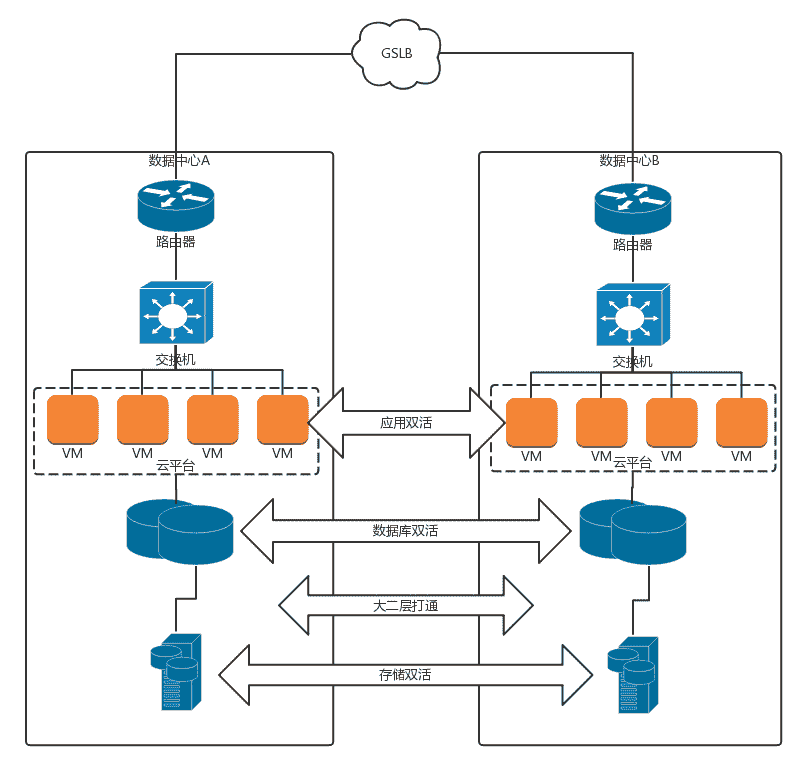 GSLB
数据中心A
数据中心B
路由器
路由器
交换机
交换机
VM VM VM VM
应用双活
VM VM VM VM
云平台
云平台
数据库双活
大二层打通
存储双活